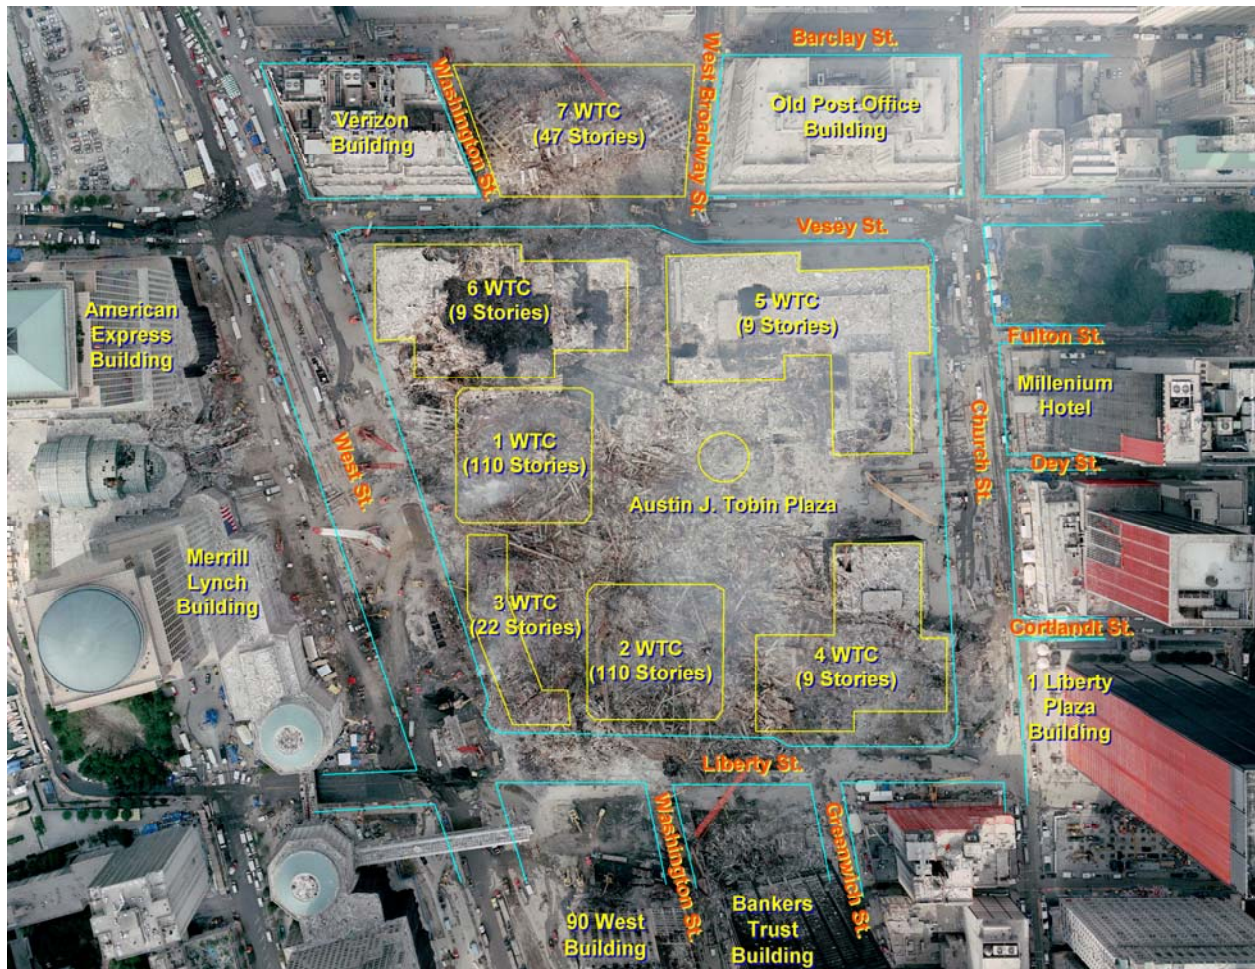 Barclay St.
Washington St.
West Broadway St.
7 WTC
(47 Stories)
Old Post Office
Building
Verizon
Building
Vesey St.
6 WTC
(9 Stories)
5 WTC
(9 Stories)
American
Express
Building
Fulton St.
Millenium
Hotel
1 WTC
(110 Stories)
West St.
Church St.
Dey St.
Austin J. Tobin Plaza
Merrill
Lynch
Building
3 WTC
(22 Stories)
2 WTC
(110 Stories)
4 WTC
(9 Stories)
Cortlandt St.
1 Liberty
Plaza
Building
Liberty St.
Washington St.
Greenwich St.
90 West
Building
Bankers
Trust
Building